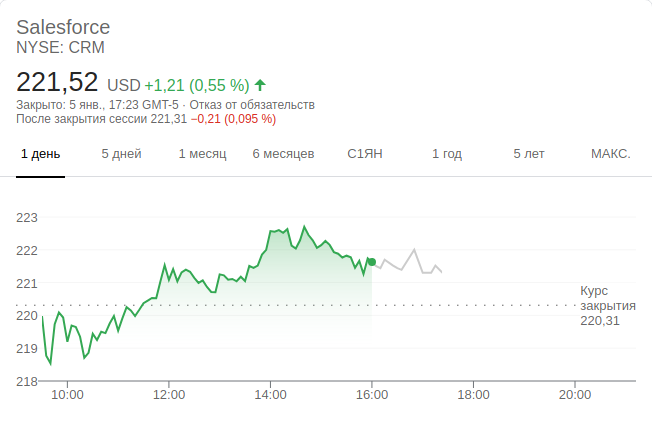 Salesforce
NYSE: CRM
221,52 USD +1,21 (0,55 %)
Закрыто: 5 янв., 17:23 GMT-5 · Отказ от обязательств
После закрытия сессии 221,31 −0,21 (0,095 %)
1 день 5 дней 1 месяц 6 месяцев С1ЯН 1 год 5 лет МАКС.
223
222
221
220
219
218
Курс
закрытия
220,31
10:00 12:00 14:00 16:00 18:00 20:00